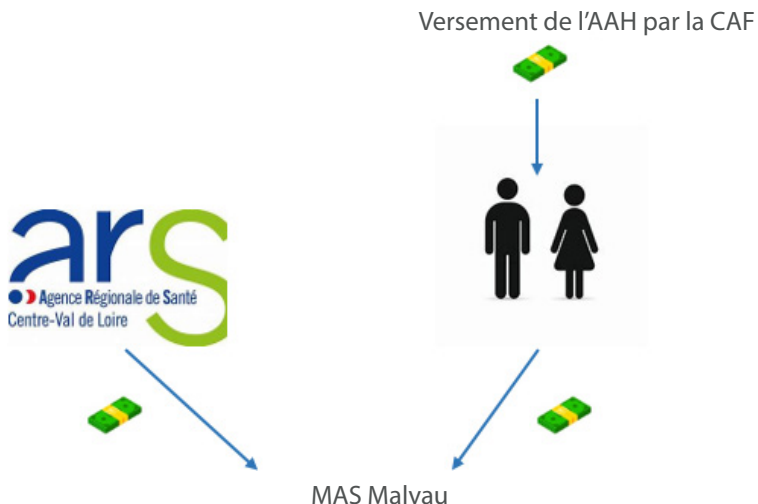 Versement de l'AAH par la CAF
ars
Agence Régionale de Santé
Centre-Val de Loire
MAS Malvau